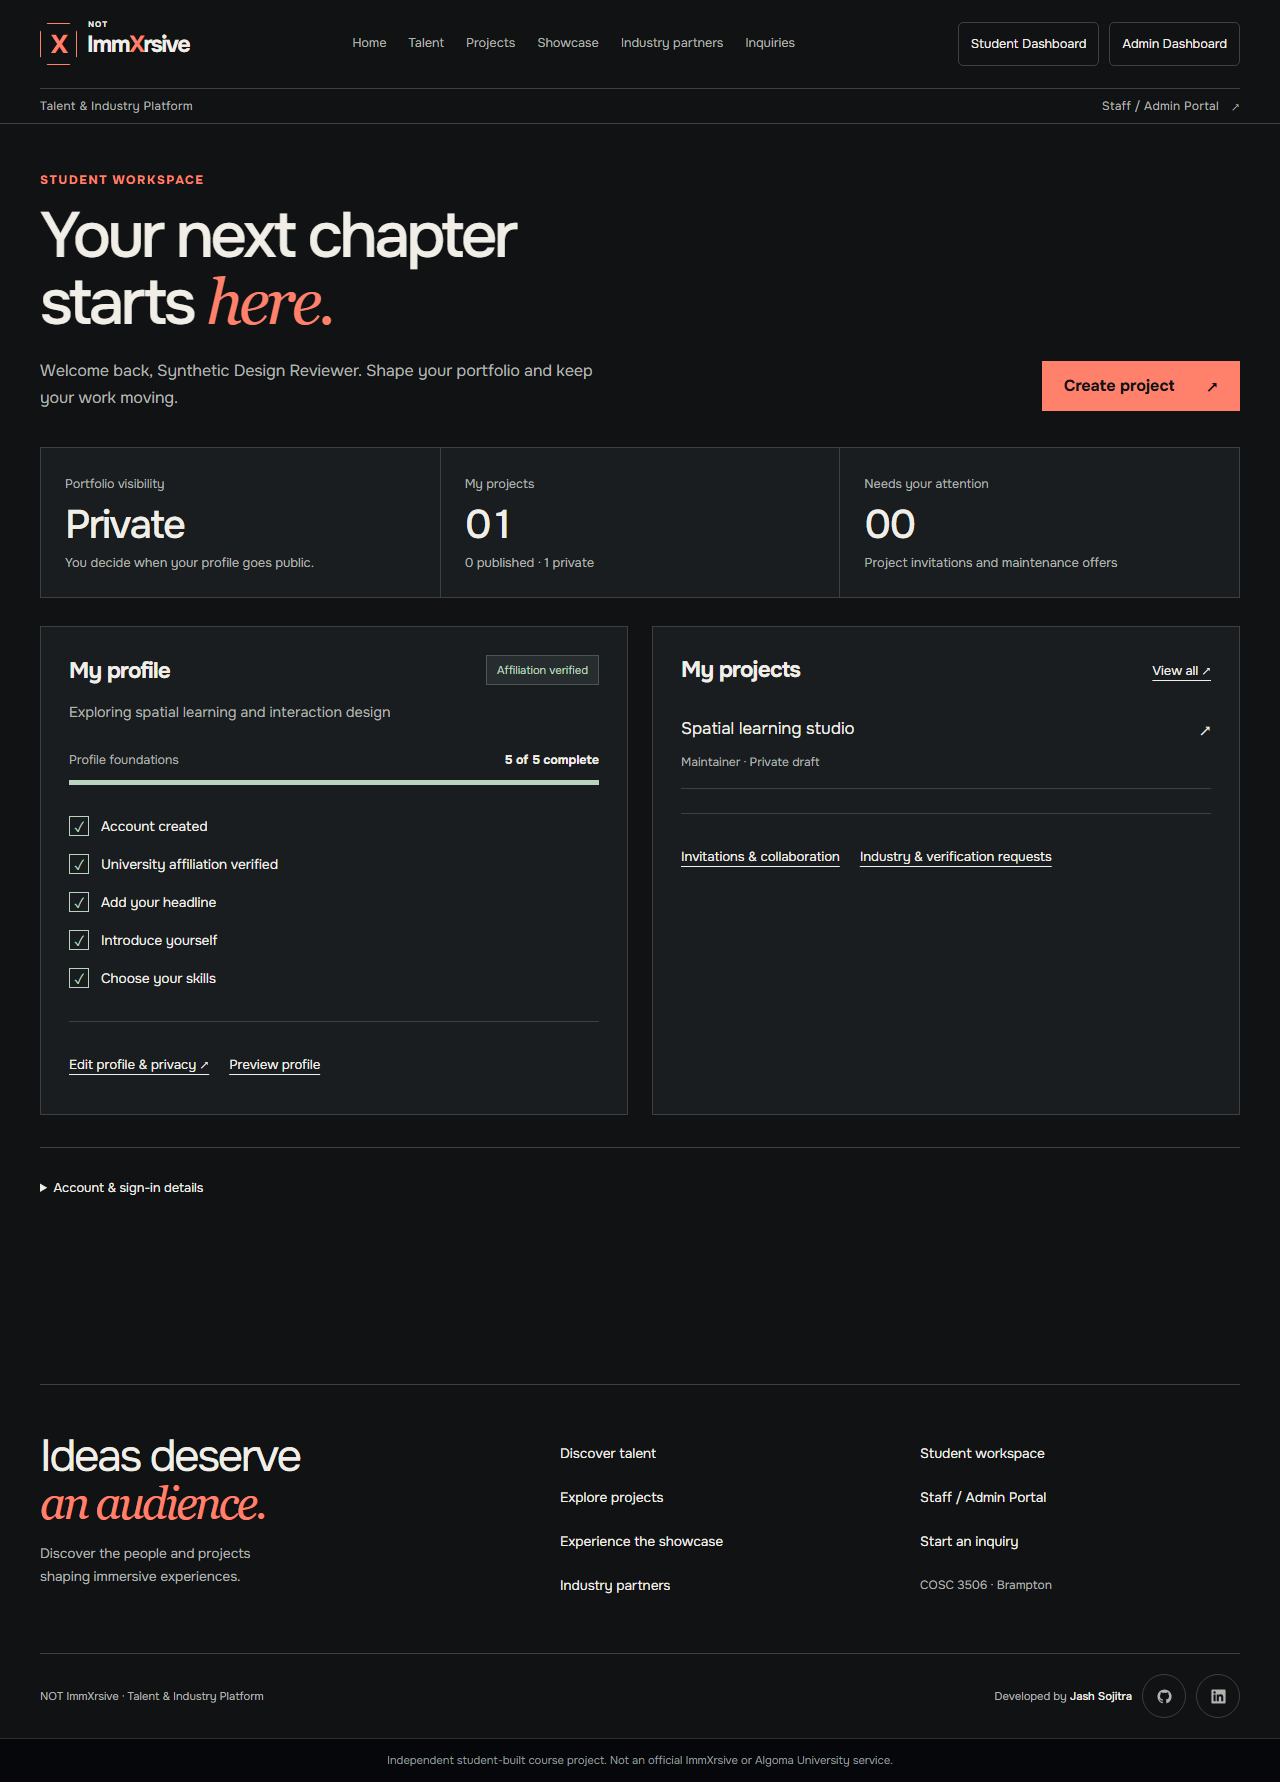 NOT
X ImmXrsive
Home Talent Projects Showcase Industry partners Inquiries
Student Dashboard Admin Dashboard
Talent & Industry Platform
Staff / Admin Portal ↗
STUDENT WORKSPACE
Your next chapter
starts here.
Welcome back, Synthetic Design Reviewer. Shape your portfolio and keep
your work moving.
Create project ↗
Portfolio visibility
Private
You decide when your profile goes public.
My projects
01
0 published · 1 private
Needs your attention
00
Project invitations and maintenance offers
My profile
Affiliation verified
Exploring spatial learning and interaction design
Profile foundations
5 of 5 complete
✓ Account created
✓ University affiliation verified
✓ Add your headline
✓ Introduce yourself
✓ Choose your skills
Edit profile & privacy ↗ Preview profile
My projects
View all ↗
Spatial learning studio ↗
Maintainer · Private draft
Invitations & collaboration Industry & verification requests
▶ Account & sign-in details
Ideas deserve
an audience.
Discover the people and projects
shaping immersive experiences.
Discover talent
Explore projects
Experience the showcase
Industry partners
Student workspace
Staff / Admin Portal
Start an inquiry
COSC 3506 · Brampton
NOT ImmXrsive · Talent & Industry Platform
Developed by Jash Sojitra
in
Independent student-built course project. Not an official ImmXrsive or Algoma University service.